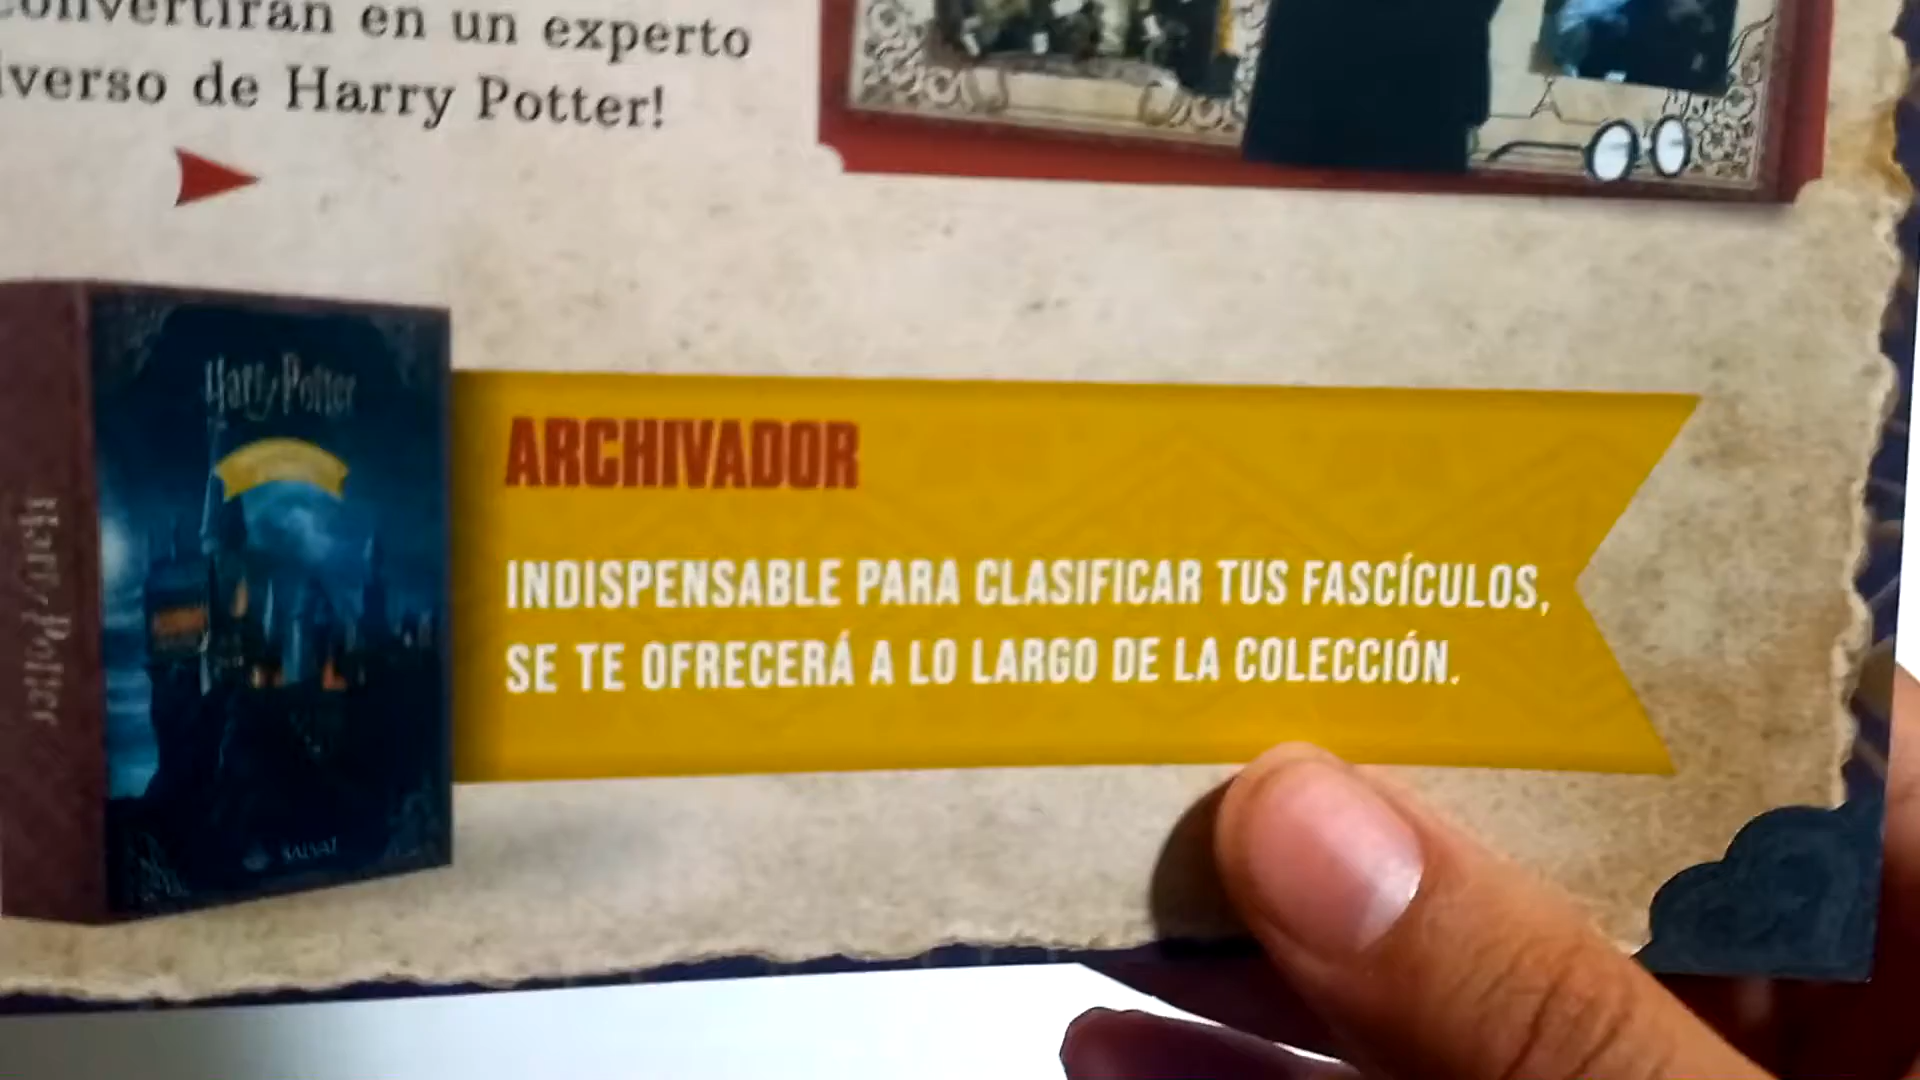 convertirán en un experto
iverso de Harry Potter!
Harry Potter
Harry Potter
SALVAT
ARCHIVADOR
INDISPENSABLE PARA CLASIFICAR TUS FASCÍCULOS,
SE TE OFRECERÁ A LO LARGO DE LA COLECCIÓN.